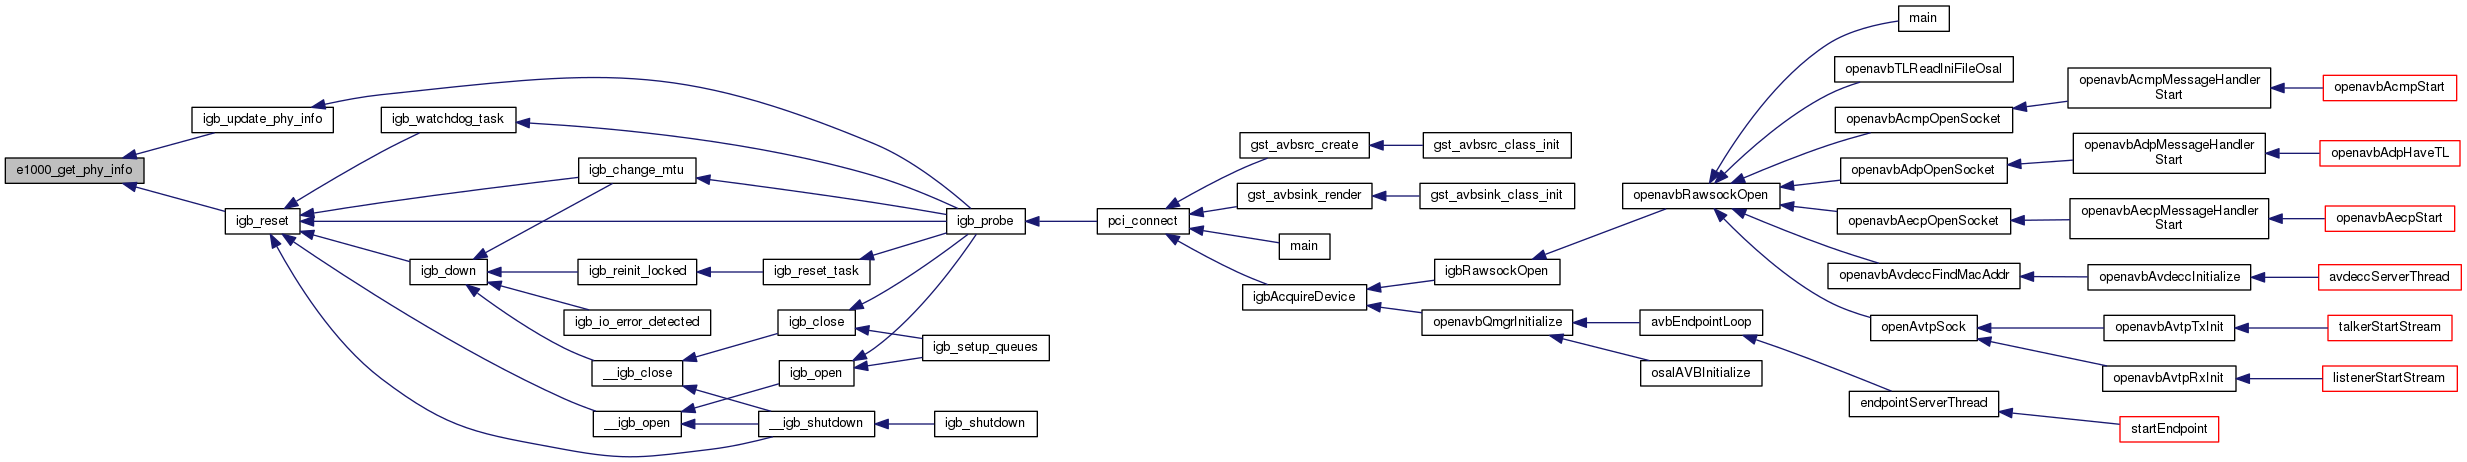 e1000_get_phy_info
igb_update_phy_info
igb_reset
igb_watchdog_task
igb_down
igb_change_mtu
igb_reinit_locked
igb_io_error_detected
__igb_close
__igb_open
igb_reset_task
igb_close
igb_open
__igb_shutdown
igb_probe
igb_setup_queues
igb_shutdown
pci_connect
gst_avbsrc_create
gst_avbsink_render
main
igbAcquireDevice
gst_avbsrc_class_init
gst_avbsink_class_init
igbRawsockOpen
openavbQmgrInitialize
openavbRawsockOpen
avbEndpointLoop
osalAVBInitialize
main
openavbTLReadIniFileOsal
openavbAcmpOpenSocket
openavbAdpOpenSocket
openavbAecpOpenSocket
openavbAvdeccFindMacAddr
openAvtpSock
endpointServerThread
openavbAcmpMessageHandler
Start
openavbAdpMessageHandler
Start
openavbAecpMessageHandler
Start
openavbAvdeccInitialize
openavbAvtpTxInit
openavbAvtpRxInit
startEndpoint
openavbAcmpStart
openavbAdpHaveTL
openavbAecpStart
avdeccServerThread
talkerStartStream
listenerStartStream